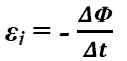 εᵢ = - ΔΦ / Δt